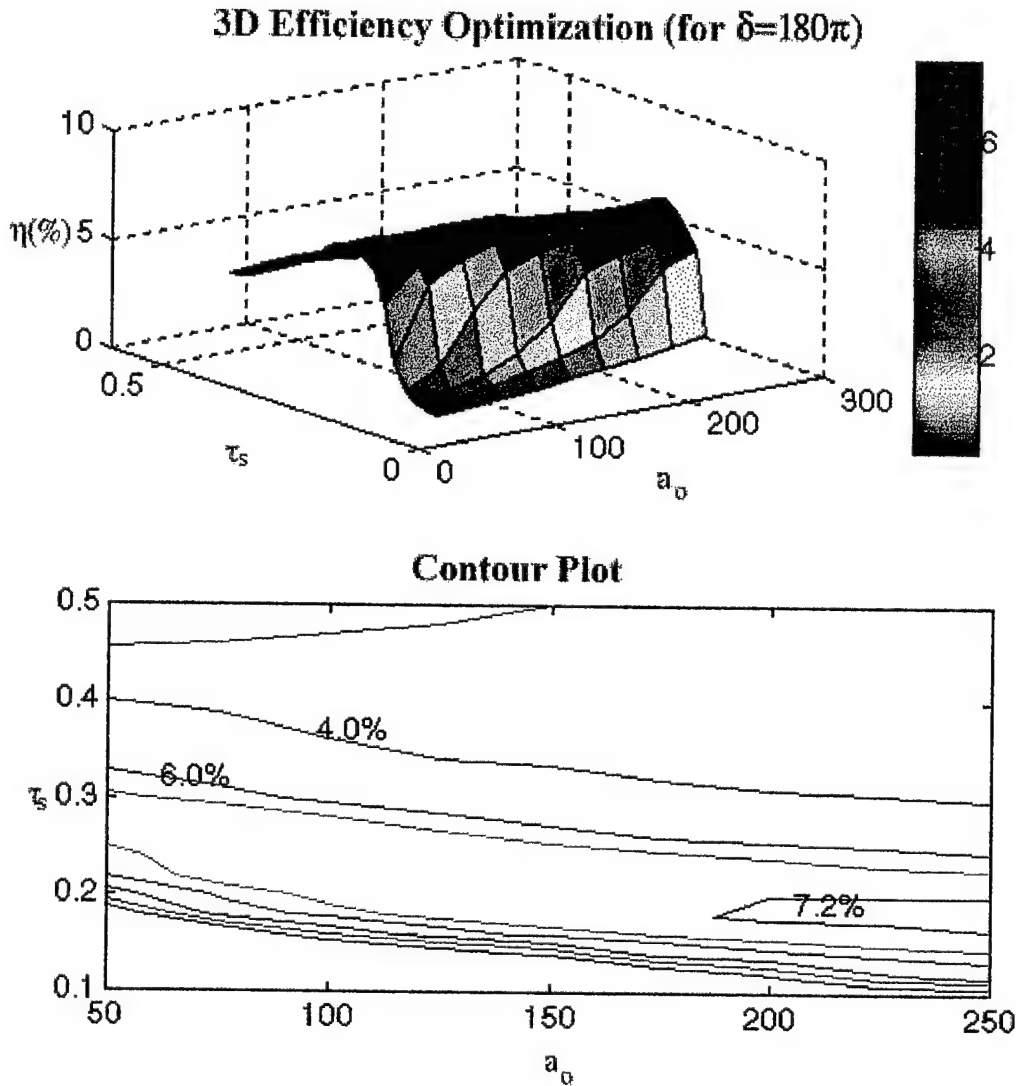 3D Efficiency Optimization (for δ=180π)
10
η(%) 5
0
0.5
τs
0 0
100
200
300
a₀
6
4
2
Contour Plot
0.5
0.4
τs 0.3
0.2
0.1
4.0%
6.0%
7.2%
50 100 150 200 250
a₀